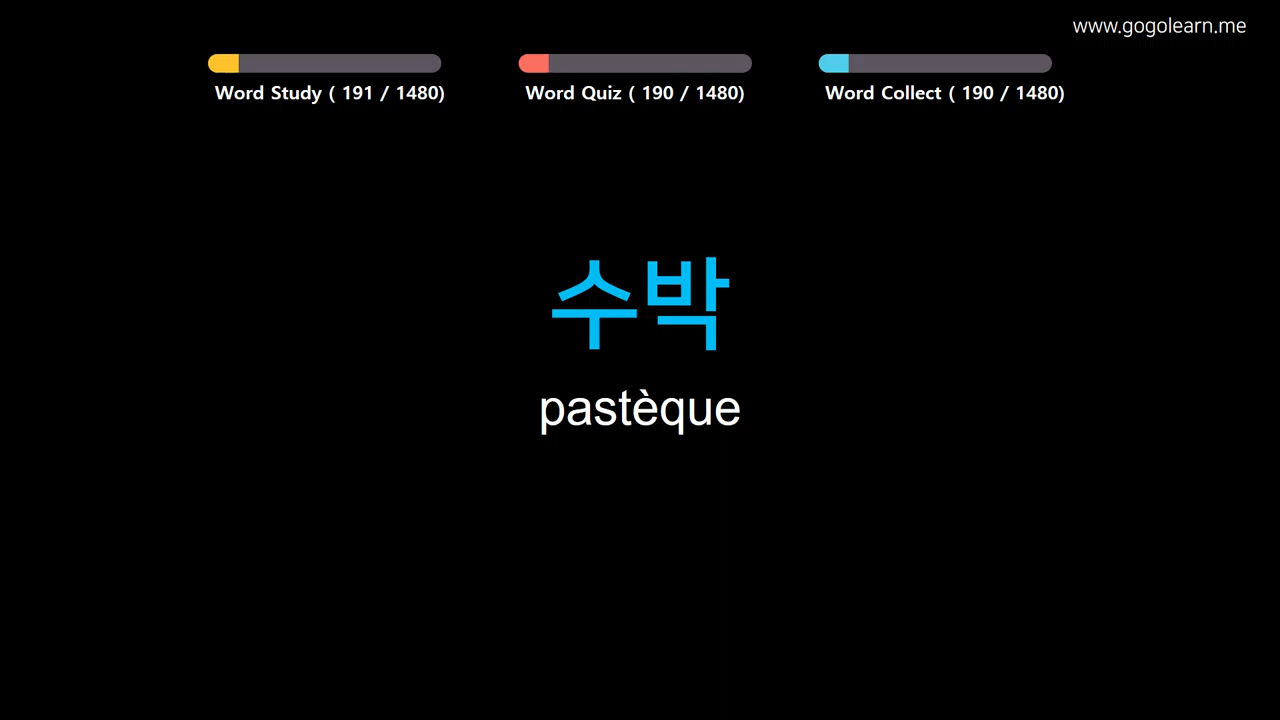 www.gogolearn.me
Word Study ( 191 / 1480)
Word Quiz ( 190 / 1480)
Word Collect ( 190 / 1480)
수박
pastèque